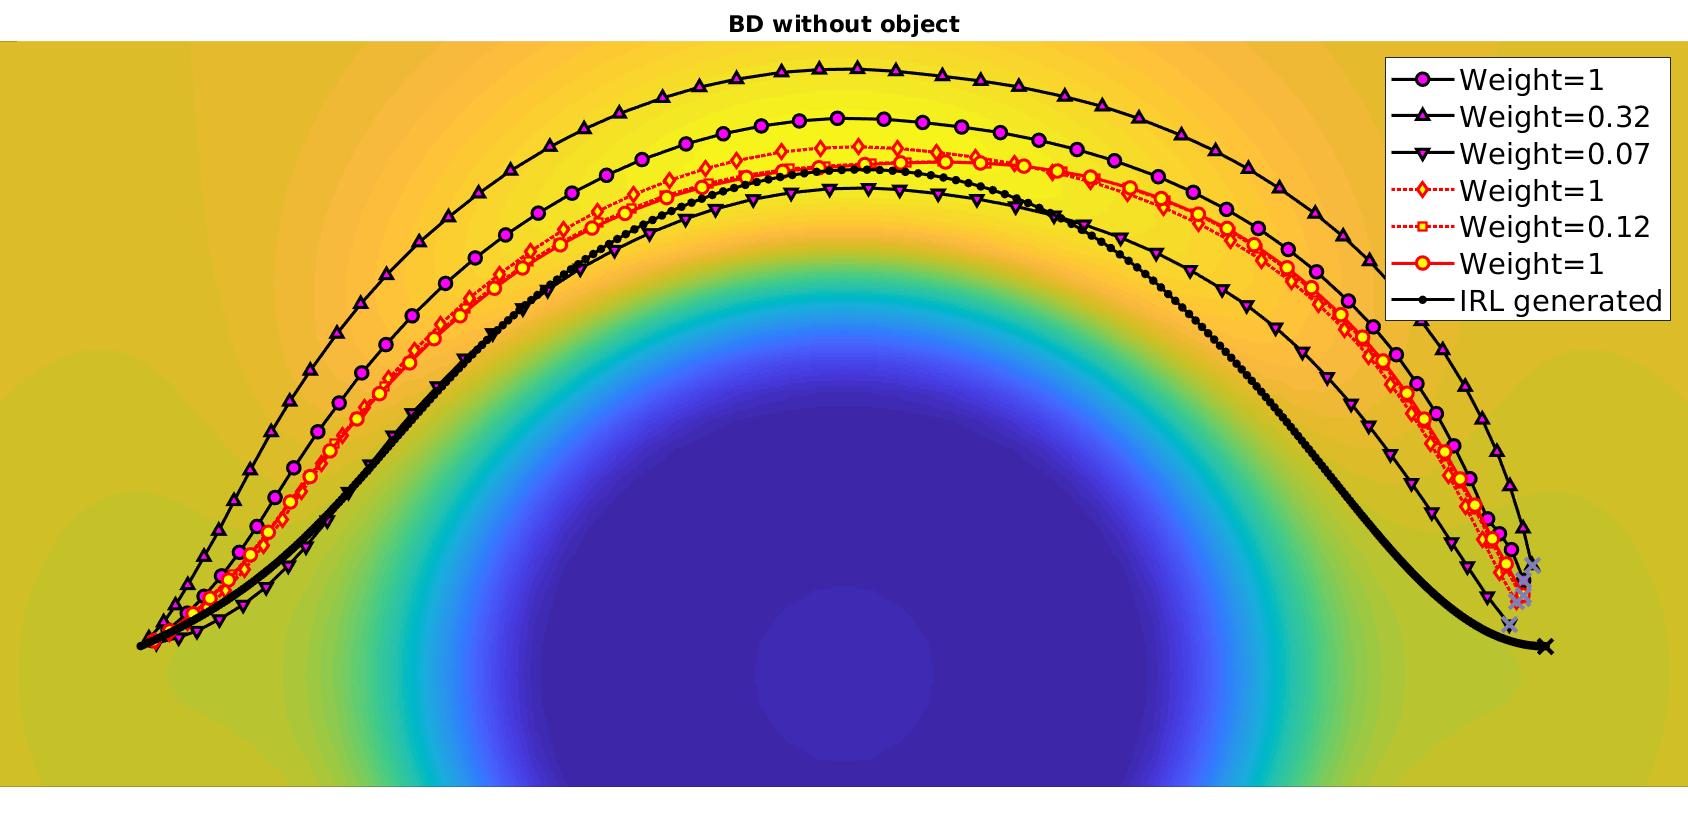 BD without object
Weight=1
Weight=0.32
Weight=0.07
Weight=1
Weight=0.12
Weight=1
IRL generated